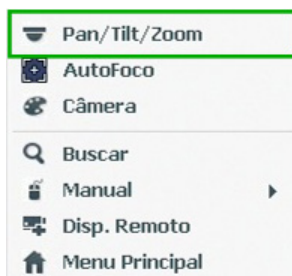 Pan/Tilt/Zoom
AutoFoco
Câmera
Buscar
Manual
Disp. Remoto
Menu Principal